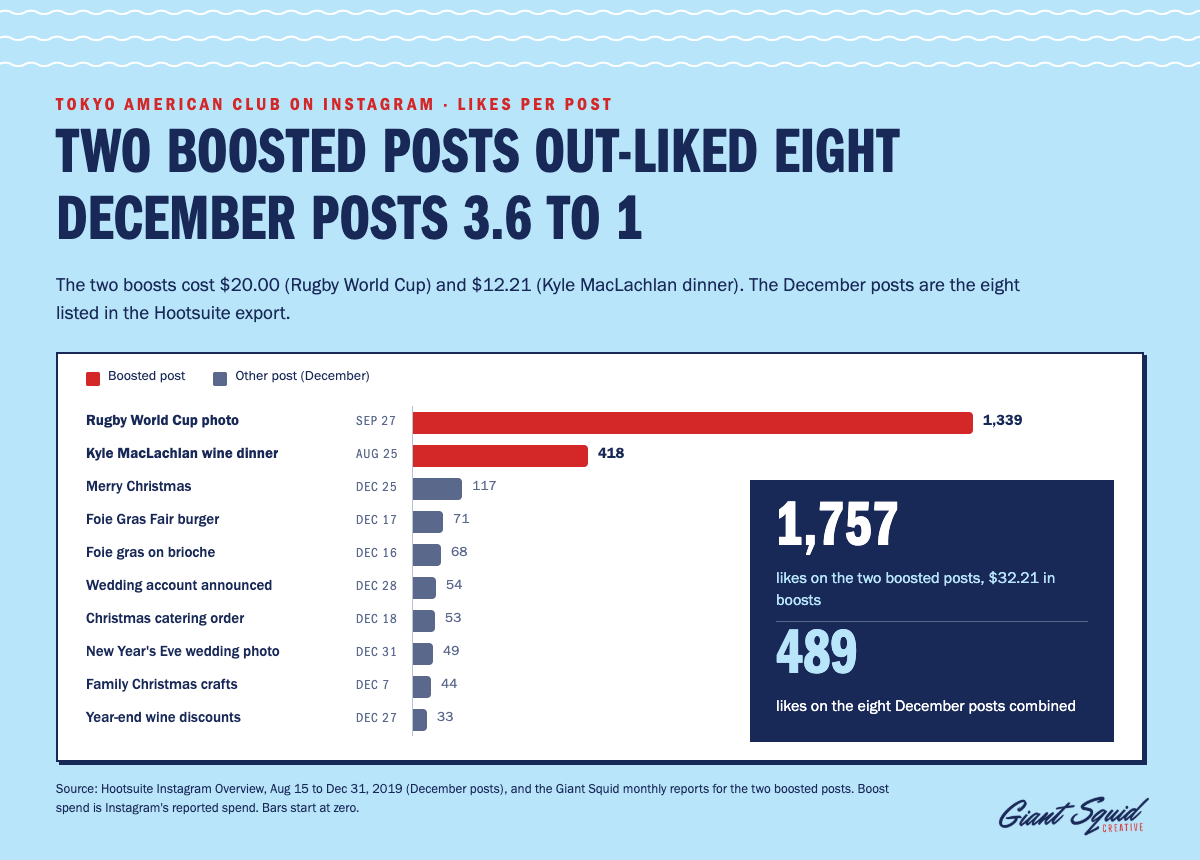 TOKYO AMERICAN CLUB ON INSTAGRAM · LIKES PER POST
TWO BOOSTED POSTS OUT-LIKED EIGHT
DECEMBER POSTS 3.6 TO 1
The two boosts cost $20.00 (Rugby World Cup) and $12.21 (Kyle MacLachlan dinner). The December posts are the eight
listed in the Hootsuite export.
Boosted post Other post (December)
Rugby World Cup photo SEP 27 1,339
Kyle MacLachlan wine dinner AUG 25 418
Merry Christmas DEC 25 117
Foie Gras Fair burger DEC 17 71
Foie gras on brioche DEC 16 68
Wedding account announced DEC 28 54
Christmas catering order DEC 18 53
New Year's Eve wedding photo DEC 31 49
Family Christmas crafts DEC 7 44
Year-end wine discounts DEC 27 33
1,757
likes on the two boosted posts, $32.21 in
boosts
489
likes on the eight December posts combined
Source: Hootsuite Instagram Overview, Aug 15 to Dec 31, 2019 (December posts), and the Giant Squid monthly reports for the two boosted posts. Boost
spend is Instagram's reported spend. Bars start at zero.
Giant Squid
CREATIVE